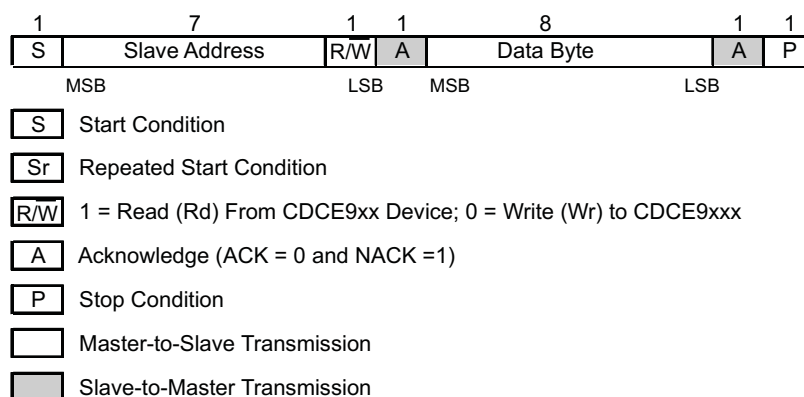 1 7 1 1 8 1 1
S Slave Address R/W A Data Byte A P
MSB LSB MSB LSB
S Start Condition
Sr Repeated Start Condition
R/W 1 = Read (Rd) From CDCE9xx Device; 0 = Write (Wr) to CDCE9xxx
A Acknowledge (ACK = 0 and NACK =1)
P Stop Condition
Master-to-Slave Transmission
Slave-to-Master Transmission